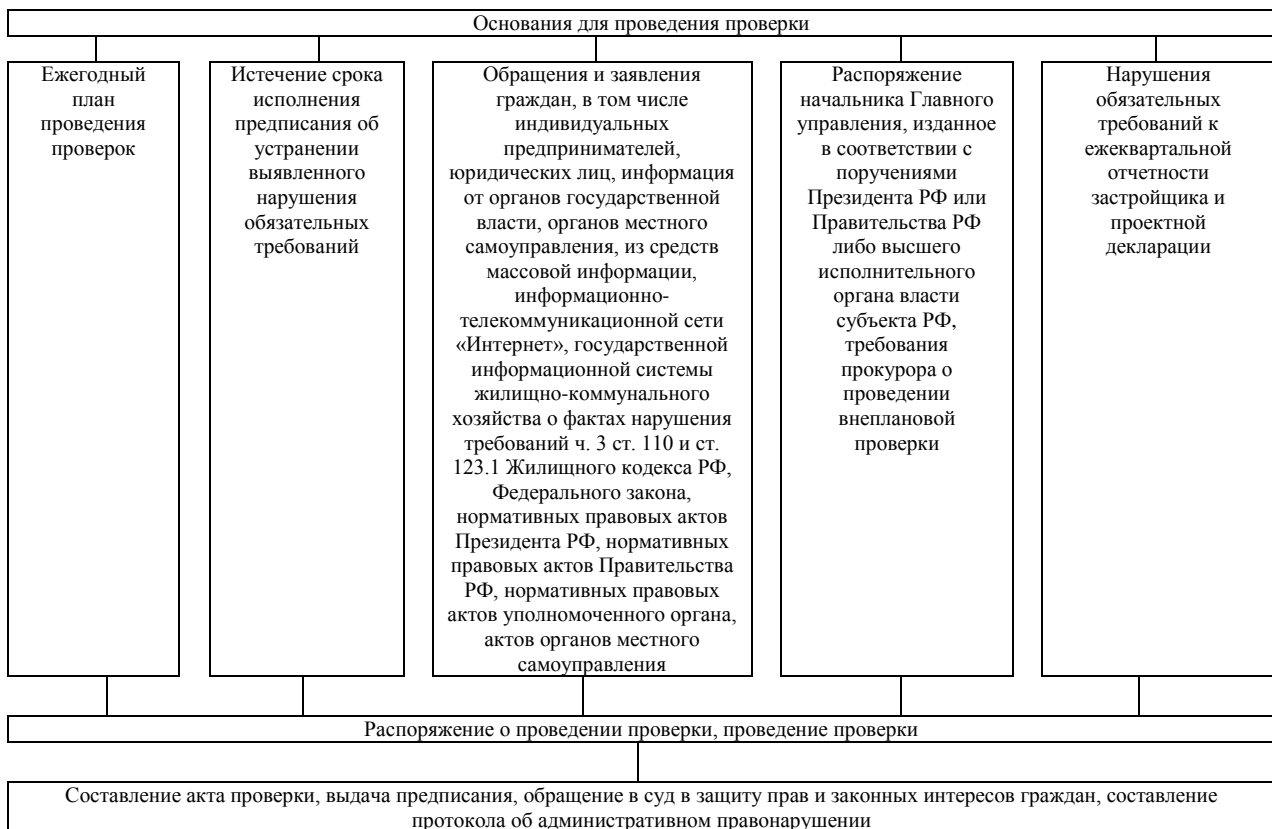 Основания для проведения проверки
Ежегодный
план
проведения
проверок
Истечение срока
исполнения
предписания об
устранении
выявленного
нарушения
обязательных
требований
Обращения и заявления
граждан, в том числе
индивидуальных
предпринимателей,
юридических лиц, информация
от органов государственной
власти, органов местного
самоуправления, из средств
массовой информации,
информационно-
телекоммуникационной сети
«Интернет», государственной
информационной системы
жилищно-коммунального
хозяйства о фактах нарушения
требований ч. 3 ст. 110 и ст.
123.1 Жилищного кодекса РФ,
Федерального закона,
нормативных правовых актов
Президента РФ, нормативных
правовых актов Правительства
РФ, нормативных правовых
актов уполномоченного органа,
актов органов местного
самоуправления
Распоряжение
начальника Главного
управления, изданное
в соответствии с
поручениями
Президента РФ или
Правительства РФ
либо высшего
исполнительного
органа власти
субъекта РФ,
требования
прокурора о
проведении
внеплановой
проверки
Нарушения
обязательных
требований к
ежеквартальной
отчетности
застройщика и
проектной
декларации
Распоряжение о проведении проверки, проведение проверки
Составление акта проверки, выдача предписания, обращение в суд в защиту прав и законных интересов граждан, составление
протокола об административном правонарушении